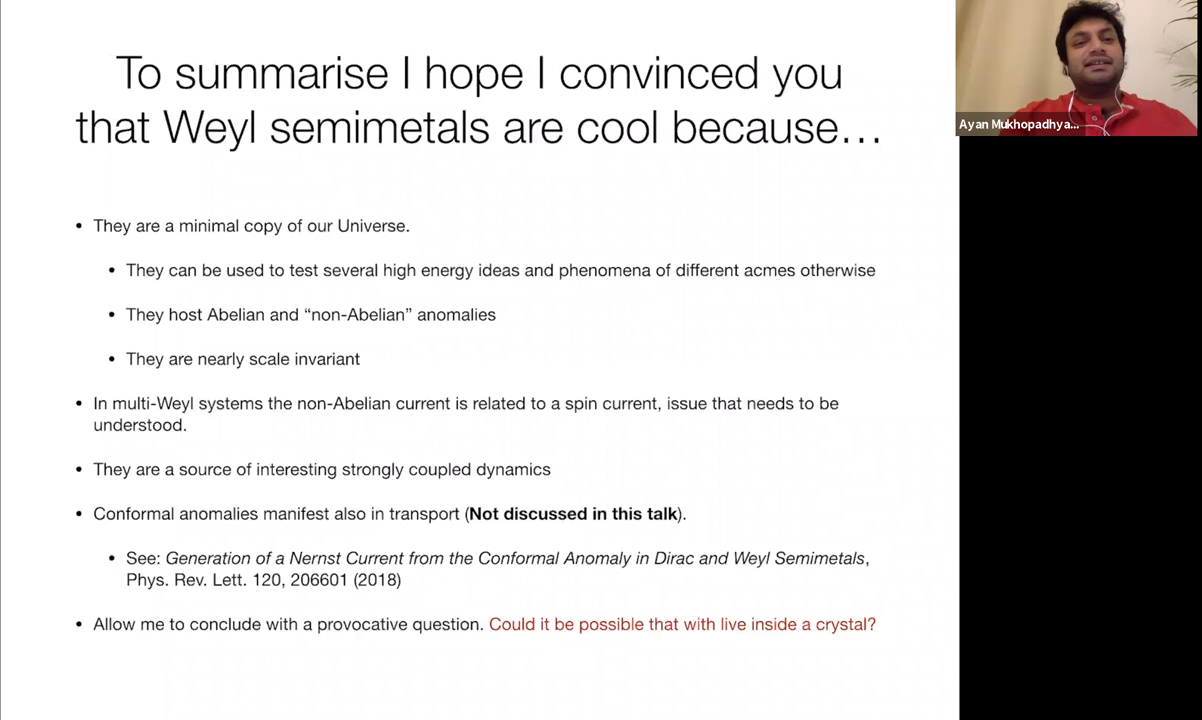 To summarise I hope I convinced you
that Weyl semimetals are cool because…
• They are a minimal copy of our Universe.
• They can be used to test several high energy ideas and phenomena of different acmes otherwise
• They host Abelian and “non-Abelian” anomalies
• They are nearly scale invariant
• In multi-Weyl systems the non-Abelian current is related to a spin current, issue that needs to be
understood.
• They are a source of interesting strongly coupled dynamics
• Conformal anomalies manifest also in transport (Not discussed in this talk).
• See: Generation of a Nernst Current from the Conformal Anomaly in Dirac and Weyl Semimetals,
Phys. Rev. Lett. 120, 206601 (2018)
• Allow me to conclude with a provocative question. Could it be possible that with live inside a crystal?
Ayan Mukhopadhya...